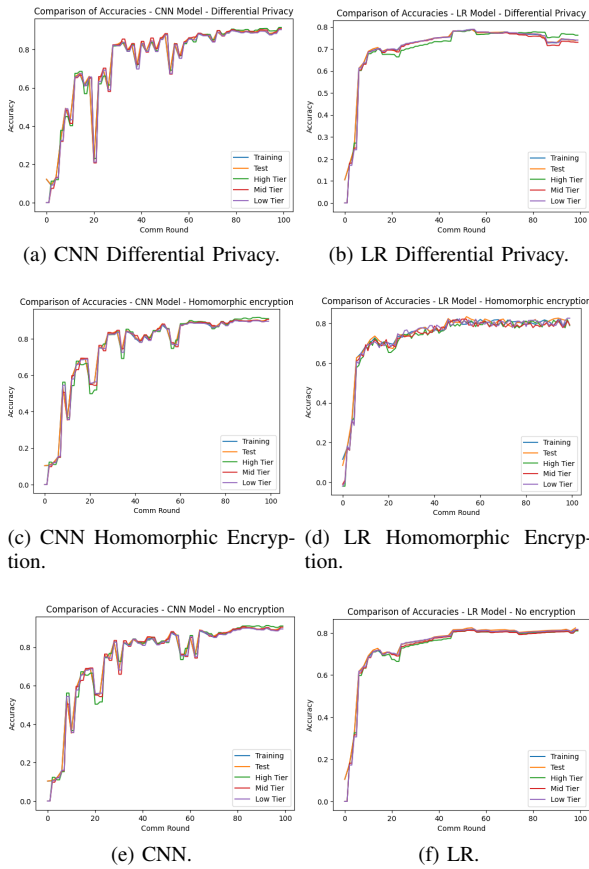 Comparison of Accuracies - CNN Model - Differential Privacy
Accuracy
0.8
0.6
0.4
0.2
0.0
0 20 40 60 80 100
Comm Round
Training
Test
High Tier
Mid Tier
Low Tier
(a) CNN Differential Privacy.
Comparison of Accuracies - LR Model - Differential Privacy
Accuracy
0.8
0.7
0.6
0.5
0.4
0.3
0.2
0.1
0.0
0 20 40 60 80 100
Comm Round
Training
Test
High Tier
Mid Tier
Low Tier
(b) LR Differential Privacy.
Comparison of Accuracies - CNN Model - Homomorphic encryption
Accuracy
0.8
0.6
0.4
0.2
0.0
0 20 40 60 80 100
Comm Round
Training
Test
High Tier
Mid Tier
Low Tier
(c) CNN Homomorphic Encryp-
tion.
Comparison of Accuracies - LR Model - Homomorphic encryption
Accuracy
0.8
0.6
0.4
0.2
0.0
0 20 40 60 80 100
Comm Round
Training
Test
High Tier
Mid Tier
Low Tier
(d) LR Homomorphic Encryp-
tion.
Comparison of Accuracies - CNN Model - No encryption
Accuracy
0.8
0.6
0.4
0.2
0.0
0 20 40 60 80 100
Comm Round
Training
Test
High Tier
Mid Tier
Low Tier
(e) CNN.
Comparison of Accuracies - LR Model - No encryption
Accuracy
0.8
0.6
0.4
0.2
0.0
0 20 40 60 80 100
Comm Round
Training
Test
High Tier
Mid Tier
Low Tier
(f) LR.